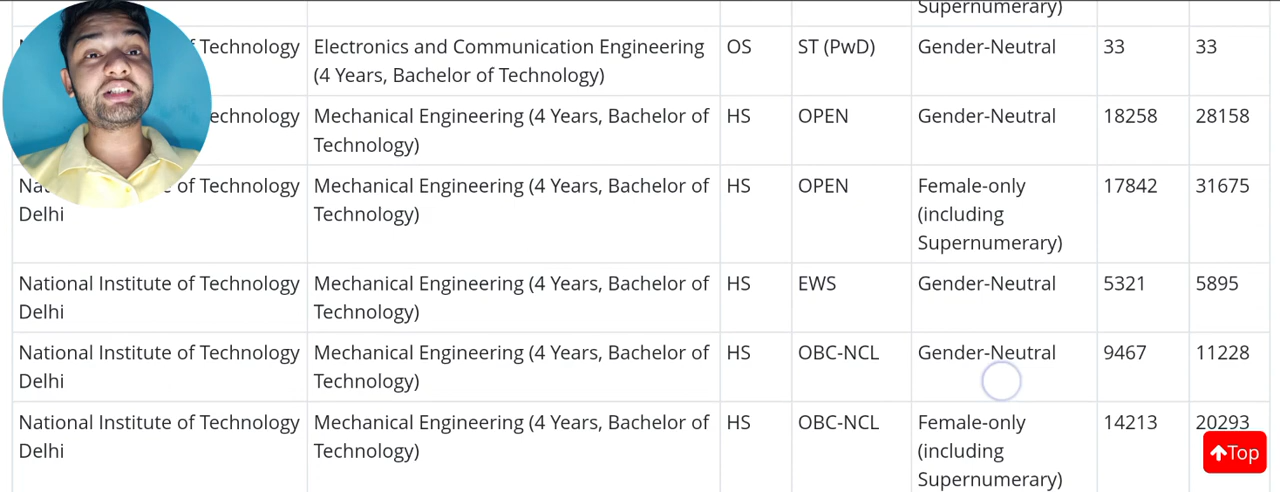 Supernumerary)
of Technology Electronics and Communication Engineering OS ST (PwD) Gender-Neutral 33 33
(4 Years, Bachelor of Technology)
Mechanical Engineering (4 Years, Bachelor of HS OPEN Gender-Neutral 18258 28158
Technology)
of Technology Mechanical Engineering (4 Years, Bachelor of HS OPEN Female-only 17842 31675
Delhi Technology) (including
Supernumerary)
National Institute of Technology Mechanical Engineering (4 Years, Bachelor of HS EWS Gender-Neutral 5321 5895
Delhi Technology)
National Institute of Technology Mechanical Engineering (4 Years, Bachelor of HS OBC-NCL Gender-Neutral 9467 11228
Delhi Technology)
National Institute of Technology Mechanical Engineering (4 Years, Bachelor of HS OBC-NCL Female-only 14213 20293
Delhi Technology) (including Top
Supernumerary)